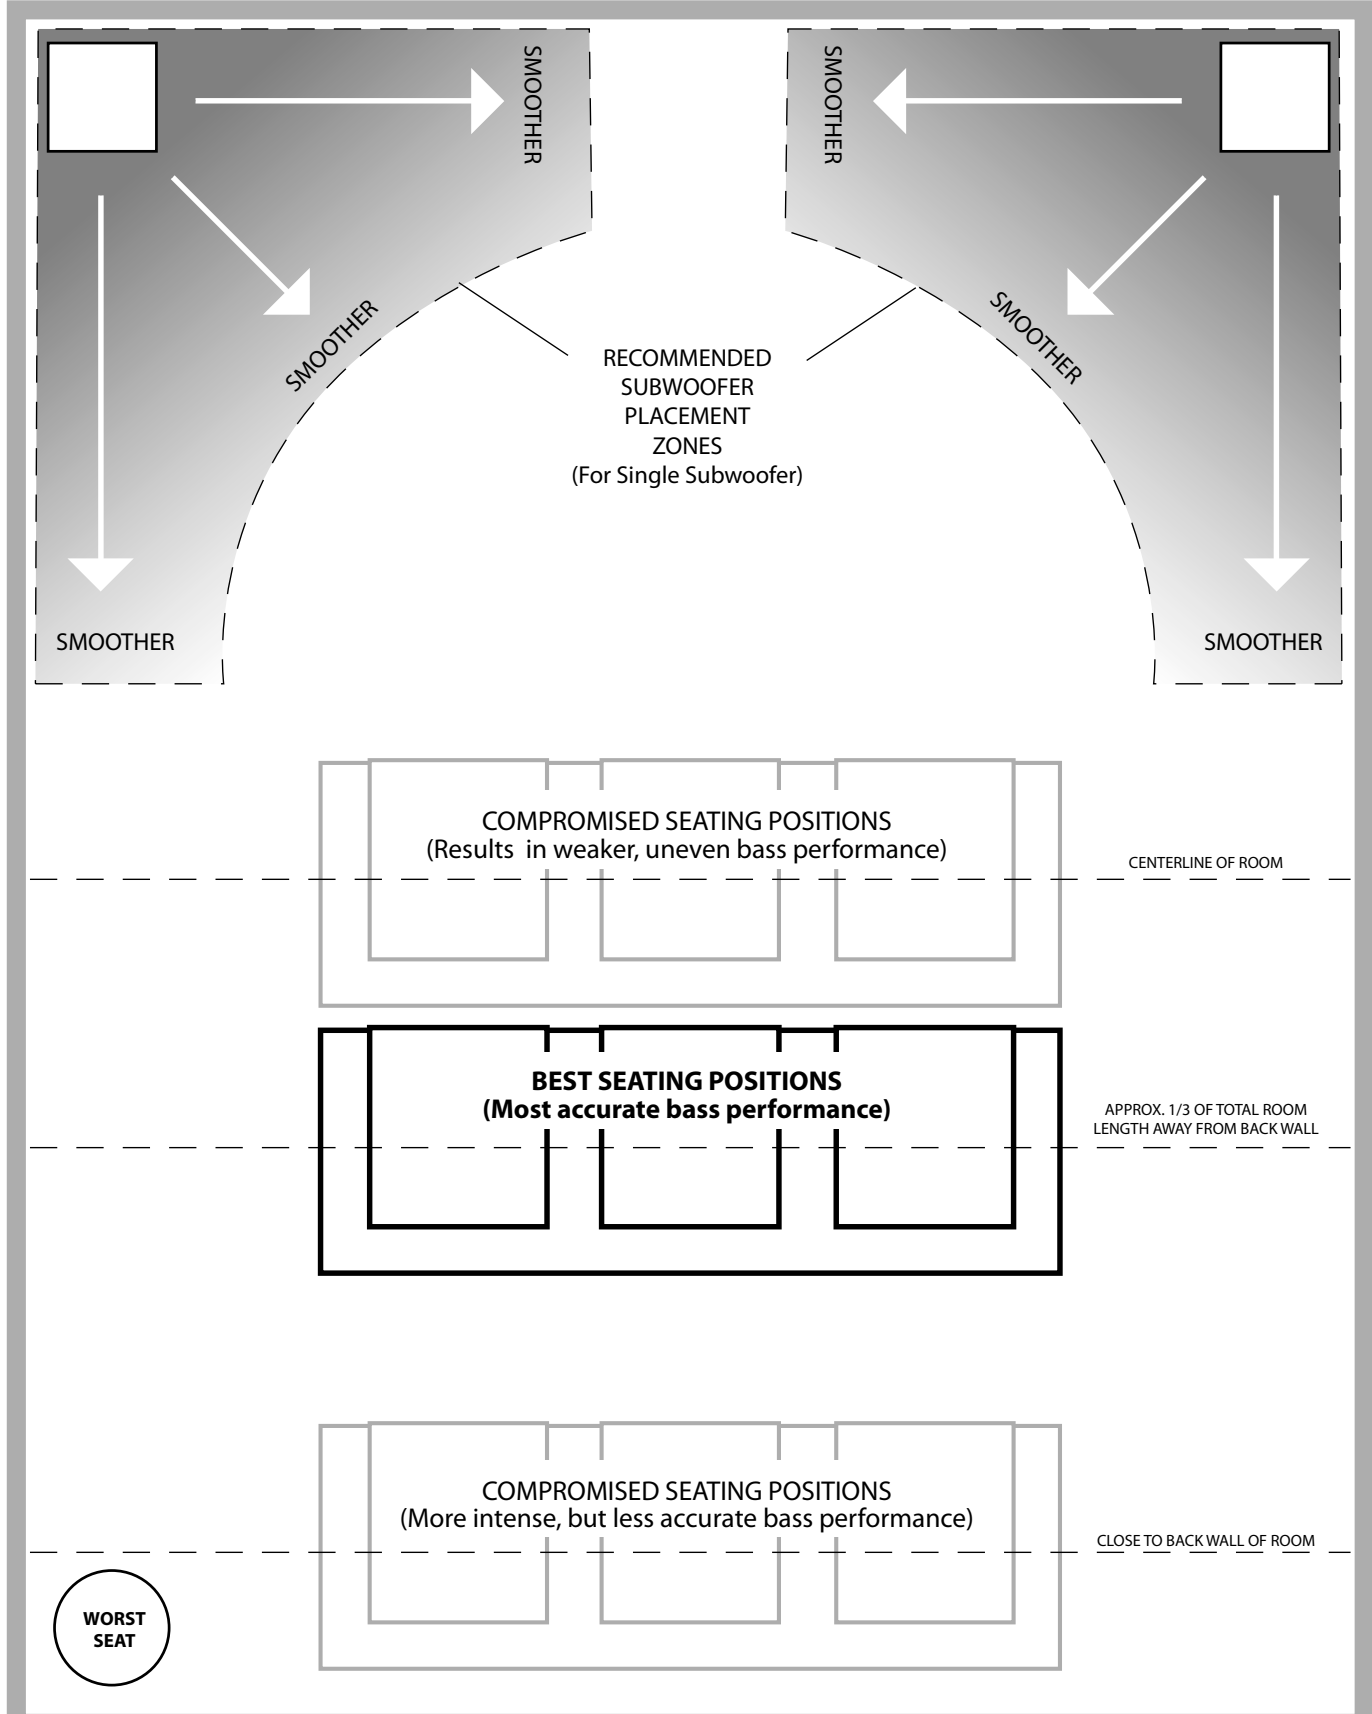 SMOOTHER
SMOOTHER
SMOOTHER
SMOOTHER
RECOMMENDED
SUBWOOFER
PLACEMENT
ZONES
(For Single Subwoofer)
SMOOTHER
SMOOTHER
COMPROMISED SEATING POSITIONS
(Results in weaker, uneven bass performance)
CENTERLINE OF ROOM
BEST SEATING POSITIONS
(Most accurate bass performance)
APPROX. 1/3 OF TOTAL ROOM
LENGTH AWAY FROM BACK WALL
COMPROMISED SEATING POSITIONS
(More intense, but less accurate bass performance)
CLOSE TO BACK WALL OF ROOM
WORST
SEAT